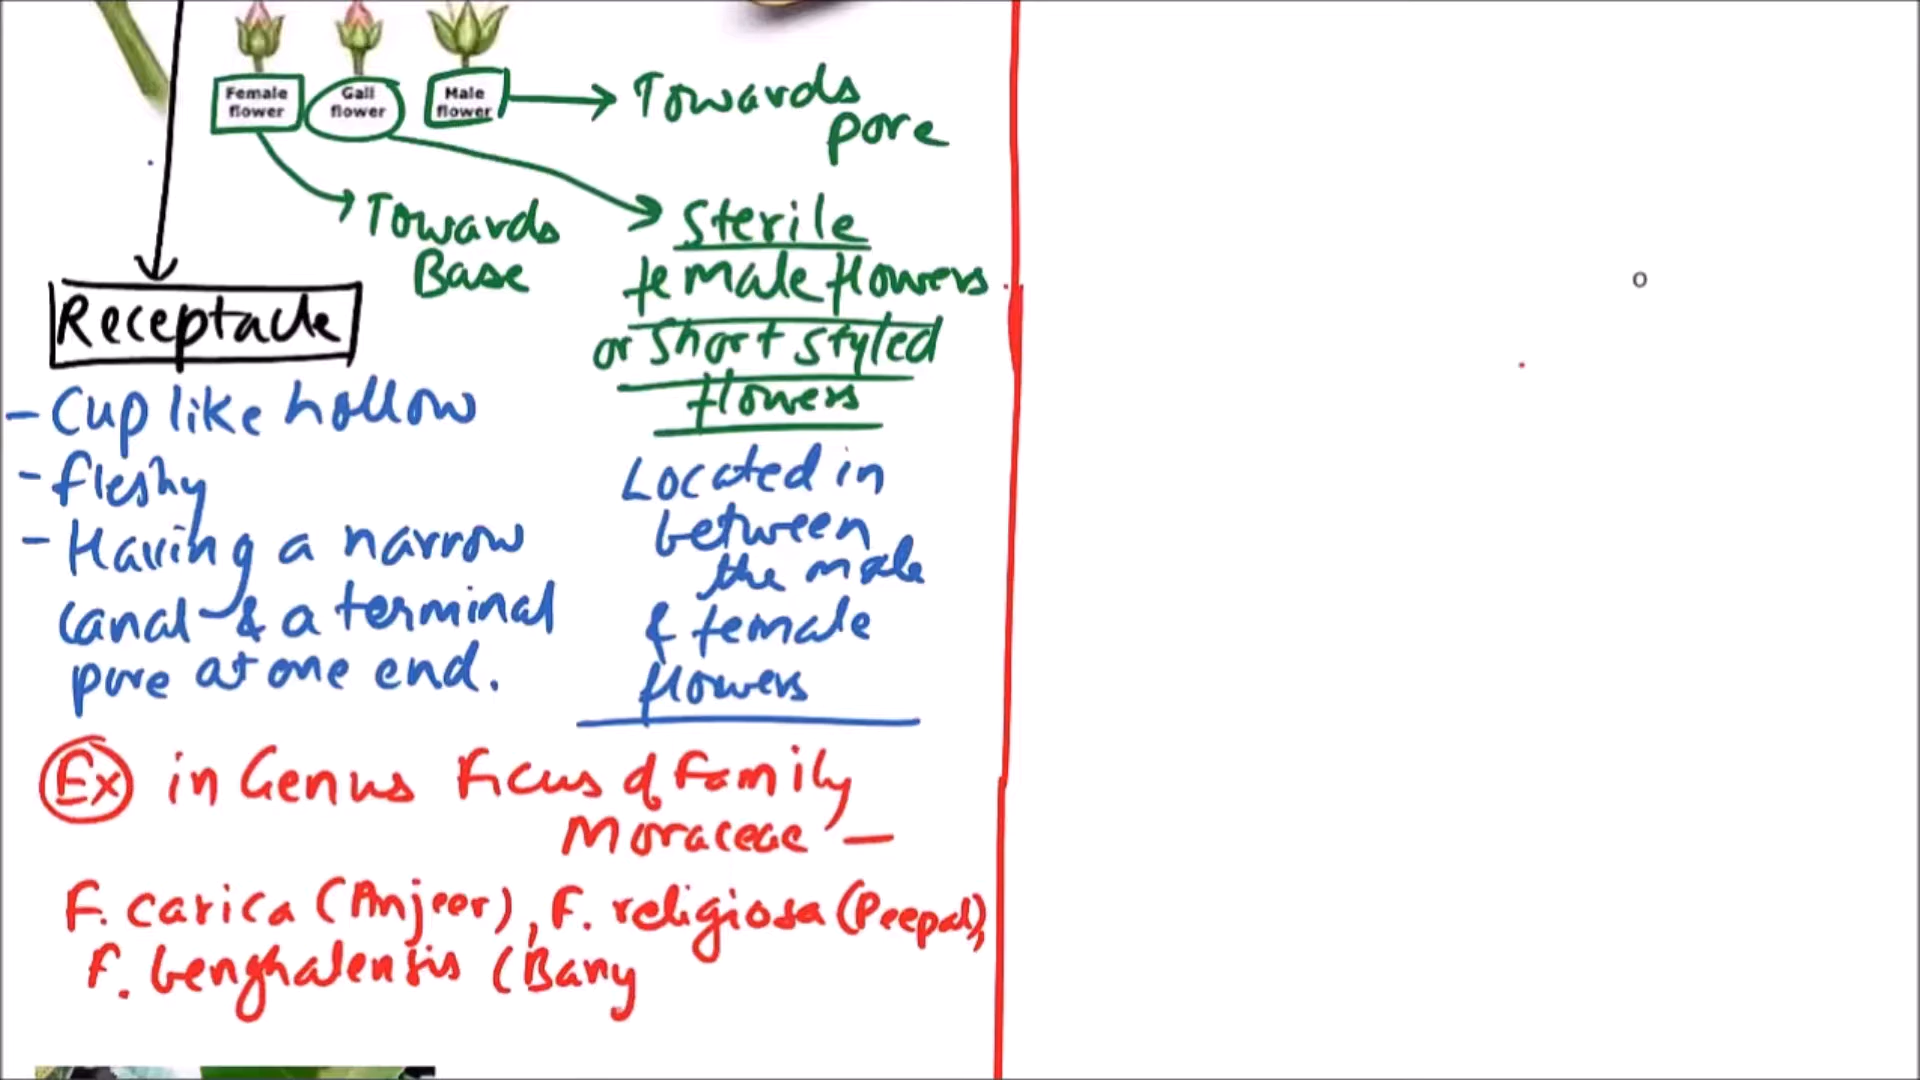 Female flower
Gall flower
Male flower
Towards
pore
Towards
Base
Sterile
female flowers
or Short styled
flowers
Located in
between
the male
& female
flowers
Receptacle
- Cup like hollow
- fleshy
- Having a narrow
canal & a terminal
pore at one end.
Ex in Genus Ficus of Family
Moraceae –
F. carica (Anjeer), F. religiosa (Peepal),
F. benghalensis (Bany